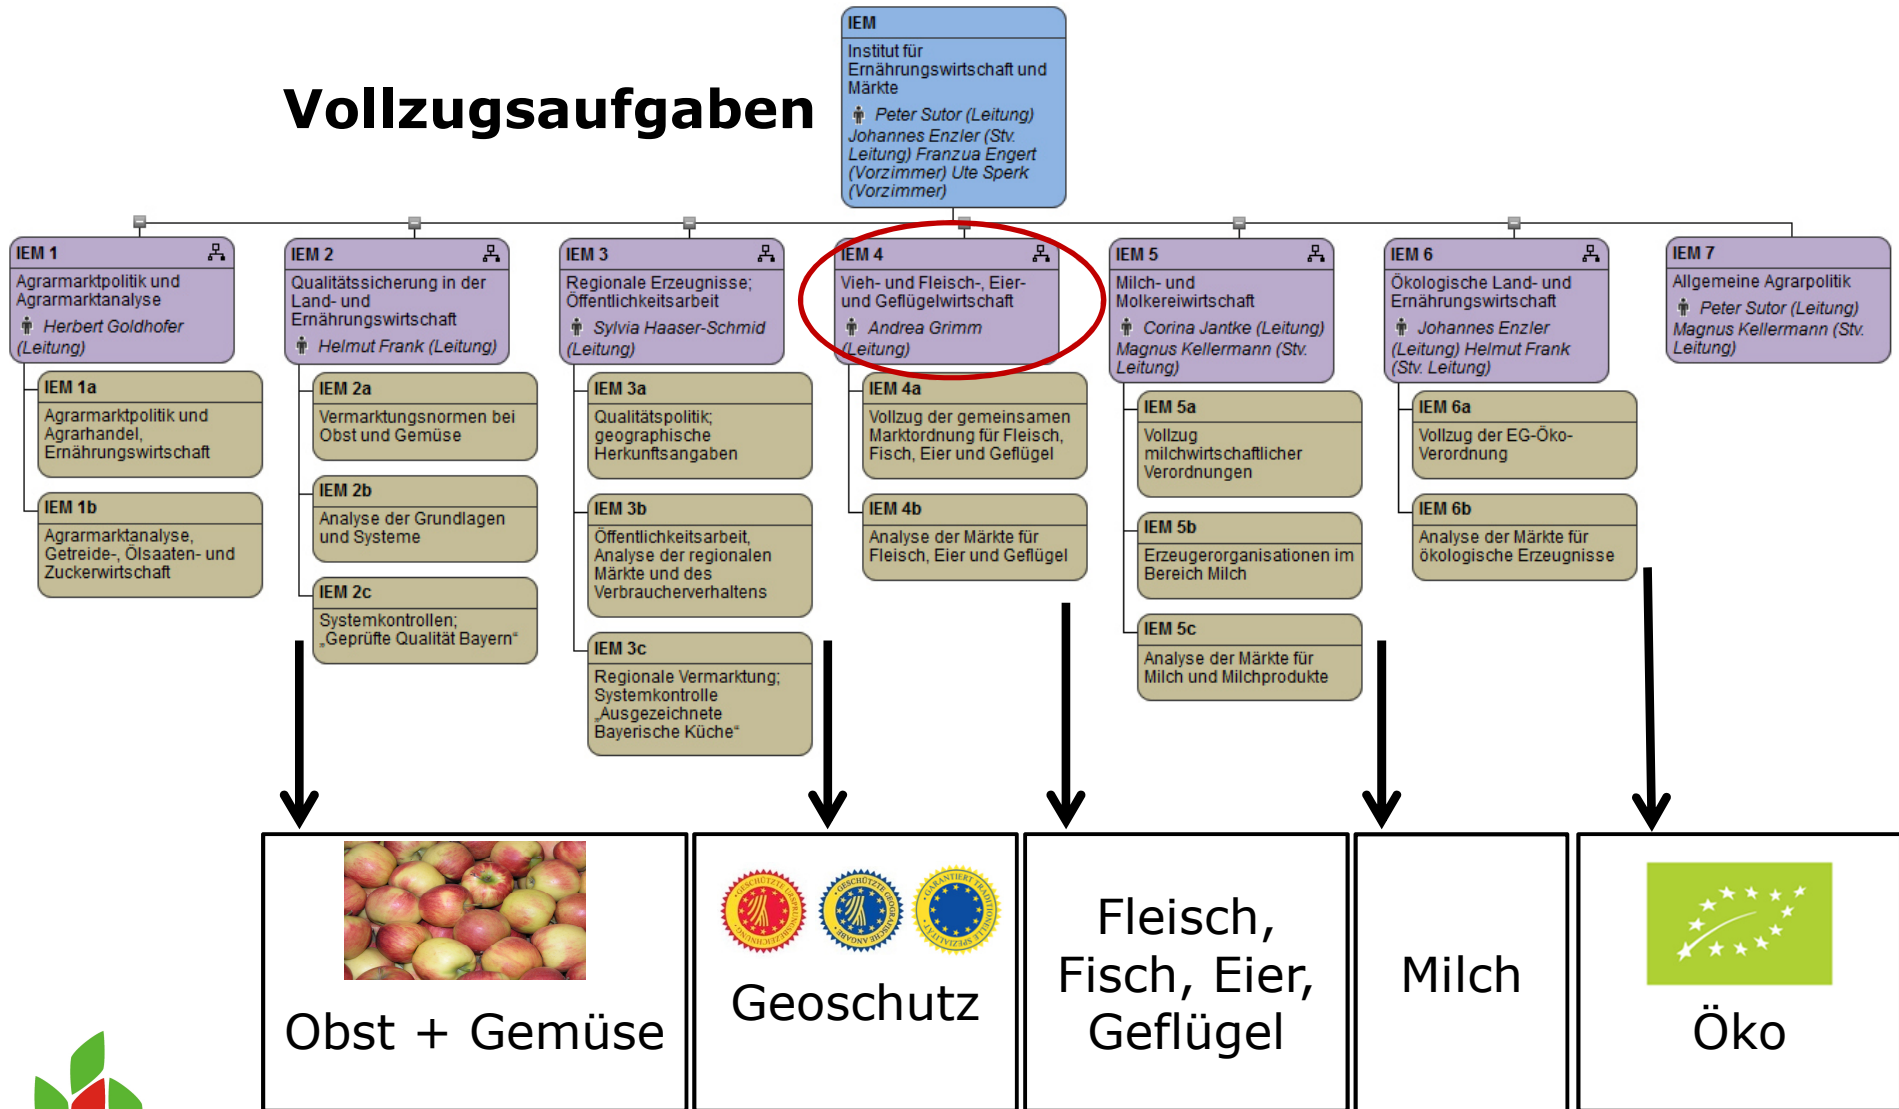 Vollzugsaufgaben
IEM
Institut für
Ernährungswirtschaft und
Märkte
Peter Sutor (Leitung)
Johannes Enzler (Stv.
Leitung) Franzua Engert
(Vorzimmer) Ute Sperk
(Vorzimmer)
IEM 1
Agrarmarktpolitik und
Agrarmarktanalyse
Herbert Goldhofer
(Leitung)
IEM 1a
Agrarmarktpolitik und
Agrarhandel,
Ernährungswirtschaft
IEM 1b
Agrarmarktanalyse,
Getreide-, Ölsaaten- und
Zuckerwirtschaft
IEM 2
Qualitätssicherung in der
Land- und
Ernährungswirtschaft
Helmut Frank (Leitung)
IEM 2a
Vermarktungsnormen bei
Obst und Gemüse
IEM 2b
Analyse der Grundlagen
und Systeme
IEM 2c
Systemkontrollen;
„Geprüfte Qualität Bayern“
IEM 3
Regionale Erzeugnisse;
Öffentlichkeitsarbeit
Sylvia Haaser-Schmid
(Leitung)
IEM 3a
Qualitätspolitik;
geographische
Herkunftsangaben
IEM 3b
Öffentlichkeitsarbeit,
Analyse der regionalen
Märkte und des
Verbraucherverhaltens
IEM 3c
Regionale Vermarktung;
Systemkontrolle
„Ausgezeichnete
Bayerische Küche“
IEM 4
Vieh- und Fleisch-, Eier-
und Geflügelwirtschaft
Andrea Grimm
(Leitung)
IEM 4a
Vollzug der gemeinsamen
Marktordnung für Fleisch,
Fisch, Eier und Geflügel
IEM 4b
Analyse der Märkte für
Fleisch, Eier und Geflügel
IEM 5
Milch- und
Molkereiwirtschaft
Corina Jantke (Leitung)
Magnus Kellermann (Stv.
Leitung)
IEM 5a
Vollzug
milchwirtschaftlicher
Verordnungen
IEM 5b
Erzeugerorganisationen im
Bereich Milch
IEM 5c
Analyse der Märkte für
Milch und Milchprodukte
IEM 6
Ökologische Land- und
Ernährungswirtschaft
Johannes Enzler
(Leitung) Helmut Frank
(Stv. Leitung)
IEM 6a
Vollzug der EG-Öko-
Verordnung
IEM 6b
Analyse der Märkte für
ökologische Erzeugnisse
IEM 7
Allgemeine Agrarpolitik
Peter Sutor (Leitung)
Magnus Kellermann (Stv.
Leitung)
Obst + Gemüse
GESCHÜTZTE URSPRUNGSBEZEICHNUNG
GESCHÜTZTE GEOGRAFISCHE ANGABE
GARANTIERT TRADITIONELLE SPEZIALITÄT
Geoschutz
Fleisch,
Fisch, Eier,
Geflügel
Milch
Öko